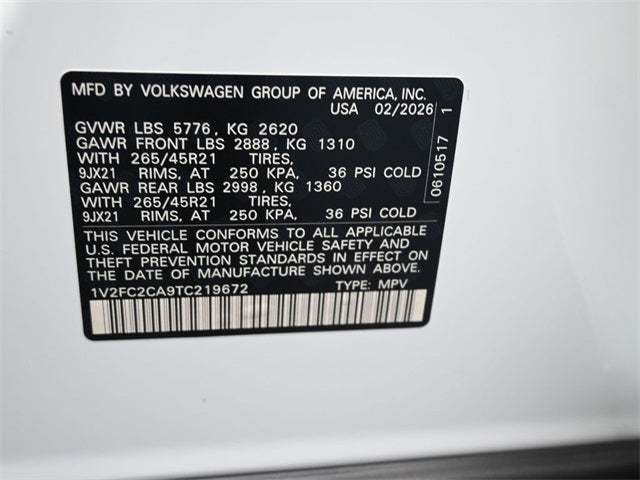 MFD BY VOLKSWAGEN GROUP OF AMERICA, INC.
USA 02/2026
GVWR LBS 5776, KG 2620
GAWR FRONT LBS 2888, KG 1310
WITH 265/45R21 TIRES,
9JX21 RIMS, AT 250 KPA, 36 PSI COLD
GAWR REAR LBS 2998, KG 1360
WITH 265/45R21 TIRES,
9JX21 RIMS, AT 250 KPA, 36 PSI COLD
THIS VEHICLE CONFORMS TO ALL APPLICABLE
U.S. FEDERAL MOTOR VEHICLE SAFETY AND
THEFT PREVENTION STANDARDS IN EFFECT ON
THE DATE OF MANUFACTURE SHOWN ABOVE.
1V2FC2CA9TC219672 TYPE: MPV
0610517 1